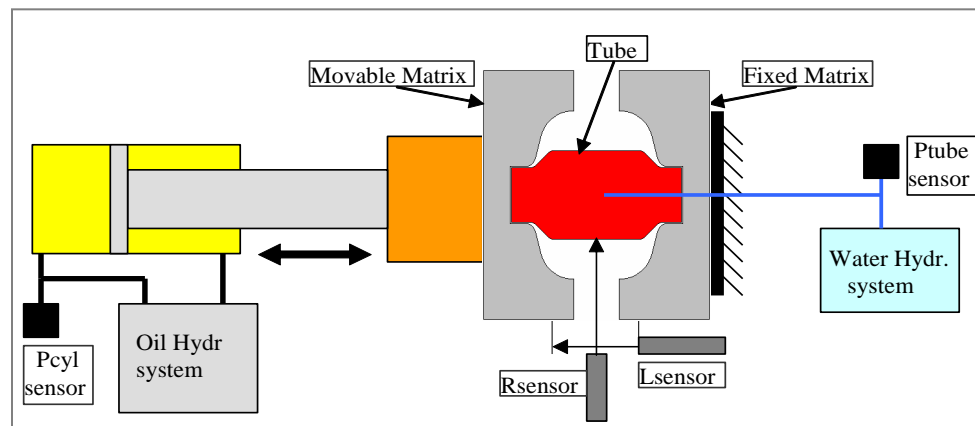 Tube
Movable Matrix
Fixed Matrix
Ptube
sensor
Water Hydr.
system
Oil Hydr
system
Pcyl
sensor
Rsensor
Lsensor